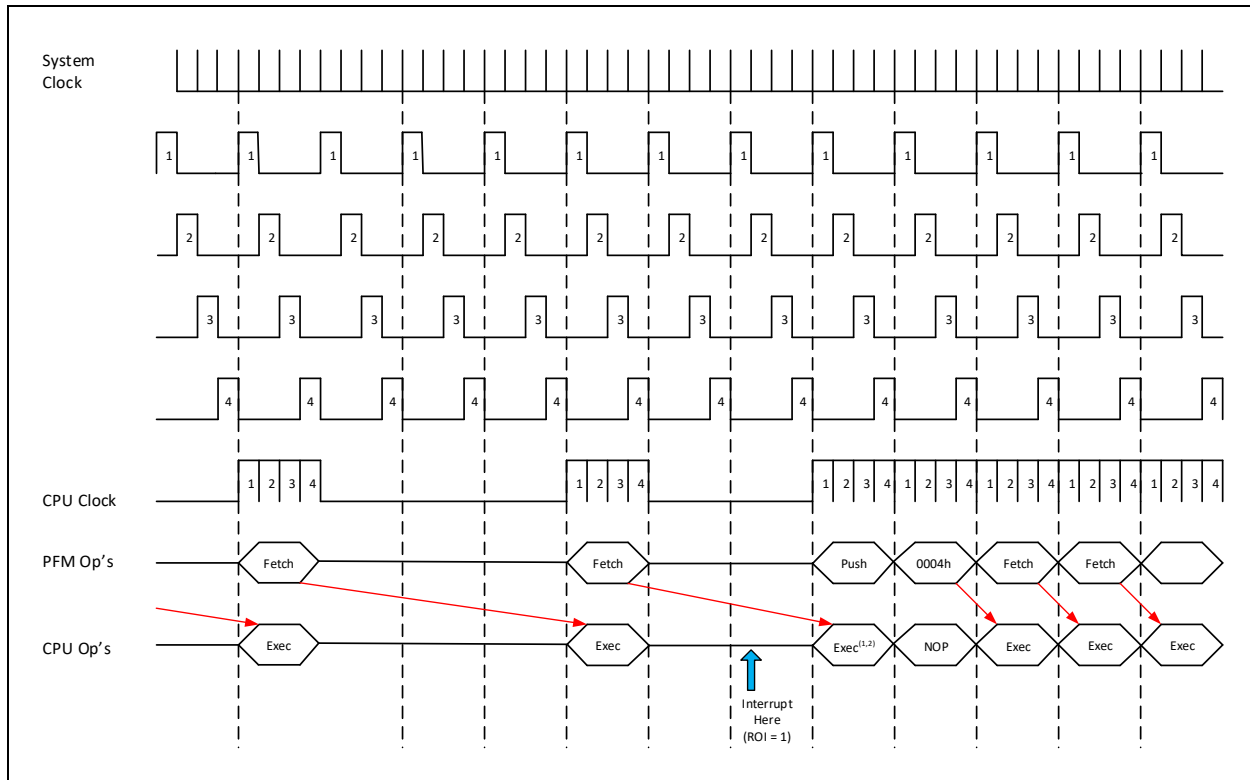 System
Clock
1 1 1 1 1 1 1 1 1 1 1 1 1
2 2 2 2 2 2 2 2 2 2 2 2 2
3 3 3 3 3 3 3 3 3 3 3 3 3
4 4 4 4 4 4 4 4 4 4 4 4 4
CPU Clock 1 2 3 4 1 2 3 4 1 2 3 4 1 2 3 4 1 2 3 4 1 2 3 4 1 2 3 4
PFM Op’s Fetch Fetch Push 0004h Fetch Fetch
CPU Op’s Exec Exec Exec(1,2) NOP Exec Exec Exec
Interrupt
Here
(ROI = 1)